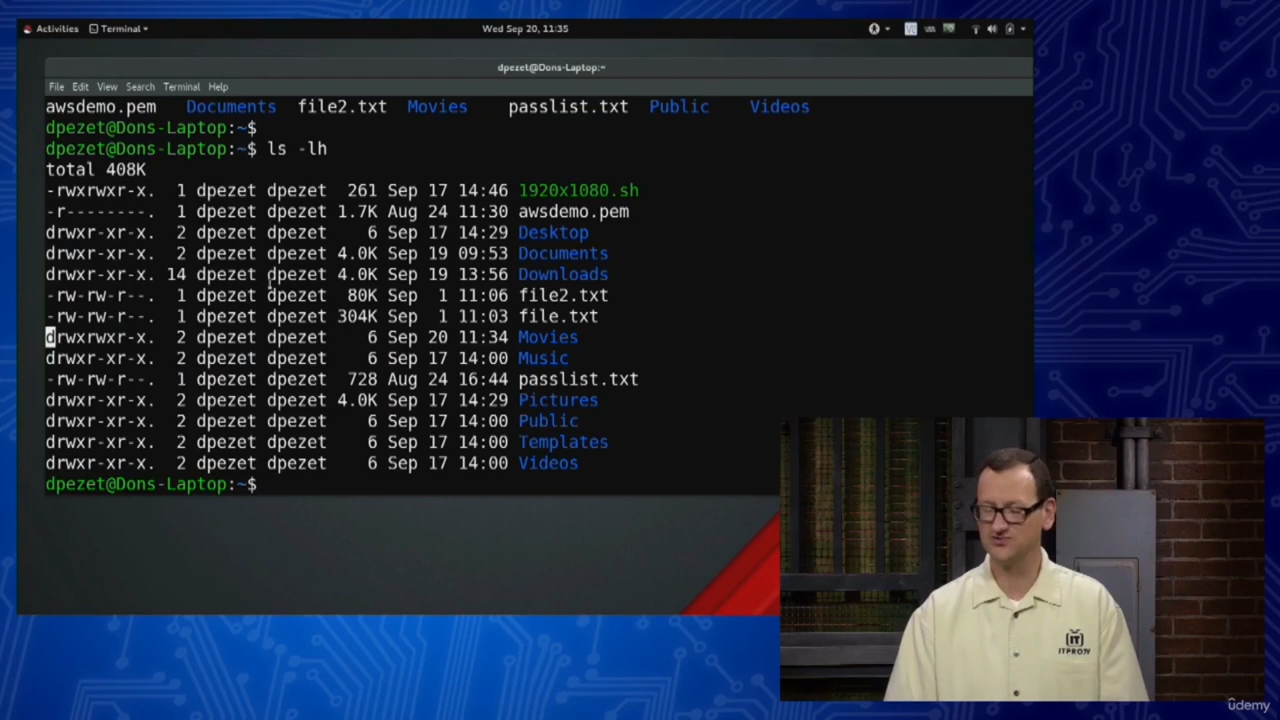 Activities Terminal Wed Sep 20, 11:35
dpezet@Dons-Laptop:~
File Edit View Search Terminal Help
awsdemo.pem Documents file2.txt Movies passlist.txt Public Videos
dpezet@Dons-Laptop:~$
dpezet@Dons-Laptop:~$ ls -lh
total 408K
-rwxrwxr-x. 1 dpezet dpezet 261 Sep 17 14:46 1920x1080.sh
-r--------. 1 dpezet dpezet 1.7K Aug 24 11:30 awsdemo.pem
drwxr-xr-x. 2 dpezet dpezet 6 Sep 17 14:29 Desktop
drwxr-xr-x. 2 dpezet dpezet 4.0K Sep 19 09:53 Documents
drwxr-xr-x. 14 dpezet dpezet 4.0K Sep 19 13:56 Downloads
-rw-rw-r--. 1 dpezet dpezet 80K Sep 1 11:06 file2.txt
-rw-rw-r--. 1 dpezet dpezet 304K Sep 1 11:03 file.txt
drwxrwxr-x. 2 dpezet dpezet 6 Sep 20 11:34 Movies
drwxr-xr-x. 2 dpezet dpezet 6 Sep 17 14:00 Music
-rw-rw-r--. 1 dpezet dpezet 728 Aug 24 16:44 passlist.txt
drwxr-xr-x. 2 dpezet dpezet 4.0K Sep 17 14:29 Pictures
drwxr-xr-x. 2 dpezet dpezet 6 Sep 17 14:00 Public
drwxr-xr-x. 2 dpezet dpezet 6 Sep 17 14:00 Templates
drwxr-xr-x. 2 dpezet dpezet 6 Sep 17 14:00 Videos
dpezet@Dons-Laptop:~$
IT
ITPROTV
ûdemy